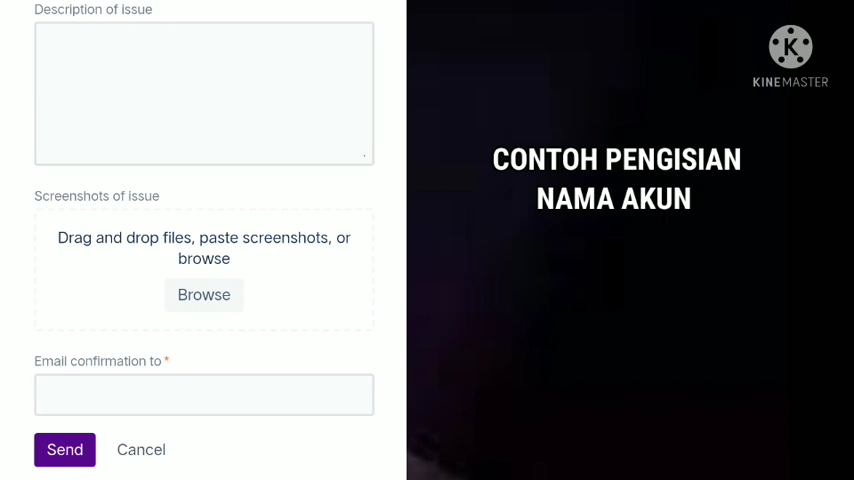 Description of issue
Screenshots of issue
Drag and drop files, paste screenshots, or
browse
Browse
Email confirmation to *
Send Cancel
CONTOH PENGISIAN
NAMA AKUN
K
KINEMASTER